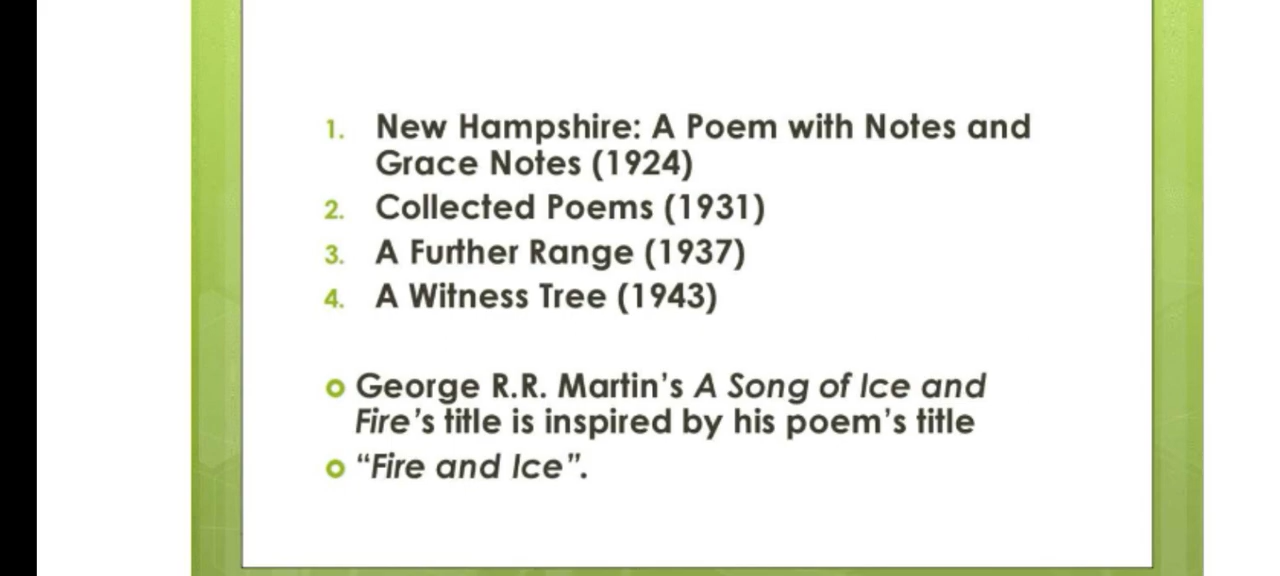 1. New Hampshire: A Poem with Notes and
Grace Notes (1924)
2. Collected Poems (1931)
3. A Further Range (1937)
4. A Witness Tree (1943)
George R.R. Martin’s A Song of Ice and
Fire’s title is inspired by his poem’s title
“Fire and Ice”.